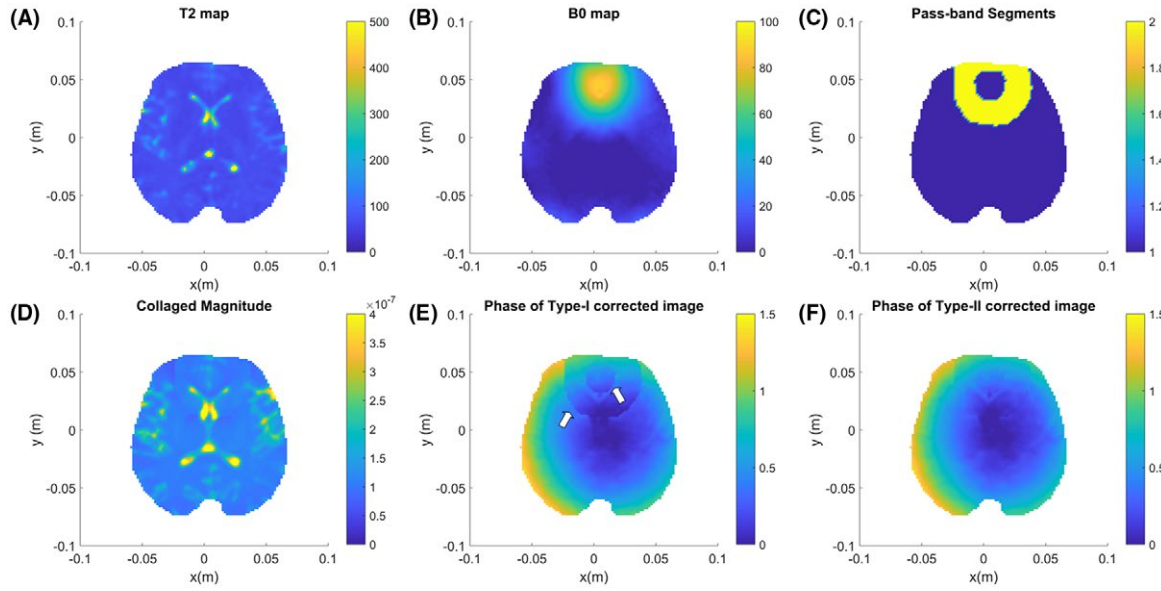 (A) T2 map
0.1
0.05
0
-0.05
-0.1
y (m)
-0.1 -0.05 0 0.05 0.1
x(m)
500
400
300
200
100
0
(B) B0 map
0.1
0.05
0
-0.05
-0.1
y (m)
-0.1 -0.05 0 0.05 0.1
x(m)
100
80
60
40
20
0
(C) Pass-band Segments
0.1
0.05
0
-0.05
-0.1
y (m)
-0.1 -0.05 0 0.05 0.1
x(m)
2
1.8
1.6
1.4
1.2
1
(D) Collaged Magnitude
0.1
0.05
0
-0.05
-0.1
y (m)
-0.1 -0.05 0 0.05 0.1
x(m)
×10-7
4
3.5
3
2.5
2
1.5
1
0.5
0
(E) Phase of Type-I corrected image
0.1
0.05
0
-0.05
-0.1
y (m)
-0.1 -0.05 0 0.05 0.1
x(m)
1.5
1
0.5
0
(F) Phase of Type-II corrected image
0.1
0.05
0
-0.05
-0.1
y (m)
-0.1 -0.05 0 0.05 0.1
x(m)
1.5
1
0.5
0